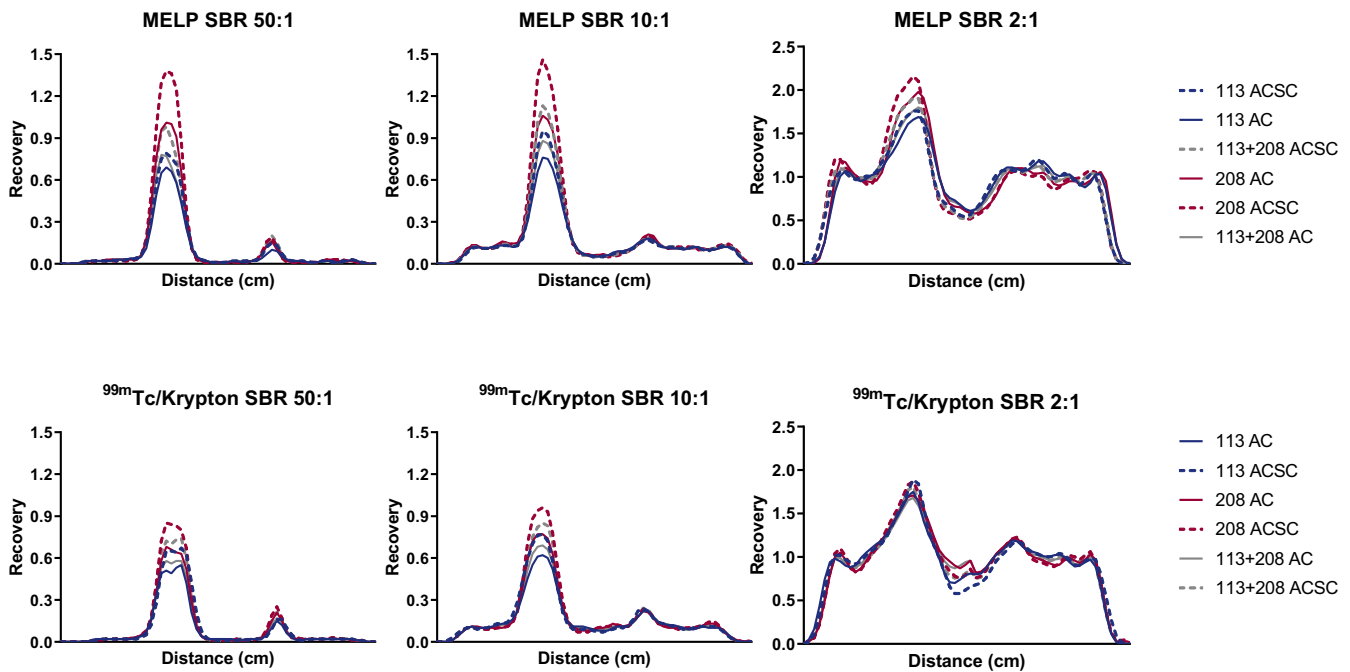 MELP SBR 50:1
MELP SBR 10:1
MELP SBR 2:1
Recovery
1.5
1.2
0.9
0.6
0.3
0.0
Distance (cm)
Recovery
1.5
1.2
0.9
0.6
0.3
0.0
Distance (cm)
Recovery
2.5
2.0
1.5
1.0
0.5
0.0
Distance (cm)
113 ACSC
113 AC
113+208 ACSC
208 AC
208 ACSC
113+208 AC
99mTc/Krypton SBR 50:1
99mTc/Krypton SBR 10:1
99mTc/Krypton SBR 2:1
Recovery
1.5
1.2
0.9
0.6
0.3
0.0
Distance (cm)
Recovery
1.5
1.2
0.9
0.6
0.3
0.0
Distance (cm)
Recovery
2.5
2.0
1.5
1.0
0.5
0.0
Distance (cm)
113 AC
113 ACSC
208 AC
208 ACSC
113+208 AC
113+208 ACSC